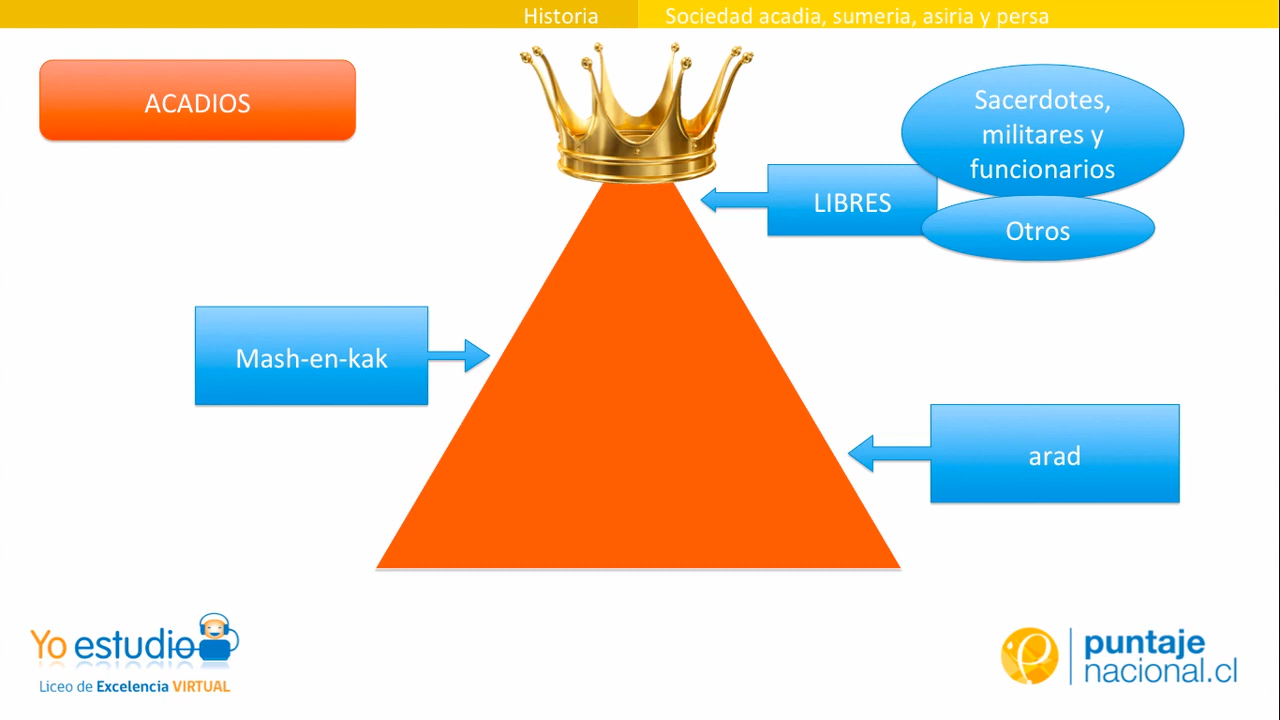 Historia
Sociedad acadia, sumeria, asiria y persa
ACADIOS
Sacerdotes,
militares y
funcionarios
LIBRES
Otros
Mash-en-kak
arad
Yo estudio
Liceo de Excelencia VIRTUAL
puntaje
nacional.cl